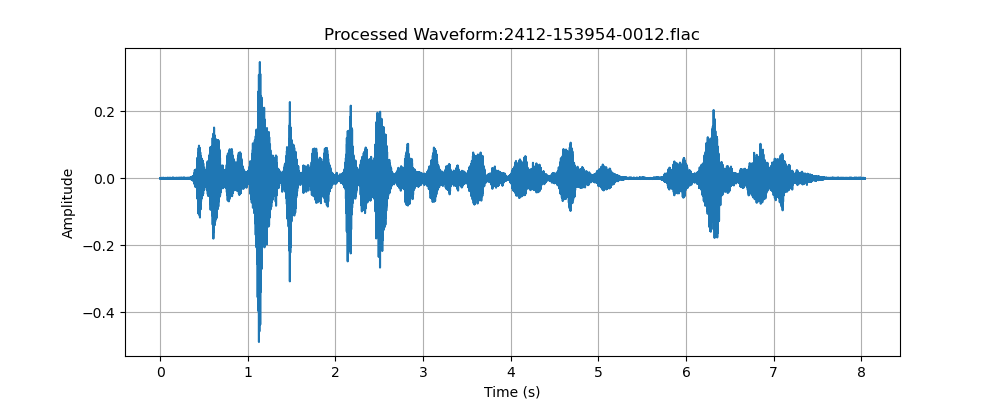 Processed Waveform:2412-153954-0012.flac
0.2
0.0
−0.2
−0.4
Amplitude
0 1 2 3 4 5 6 7 8
Time (s)